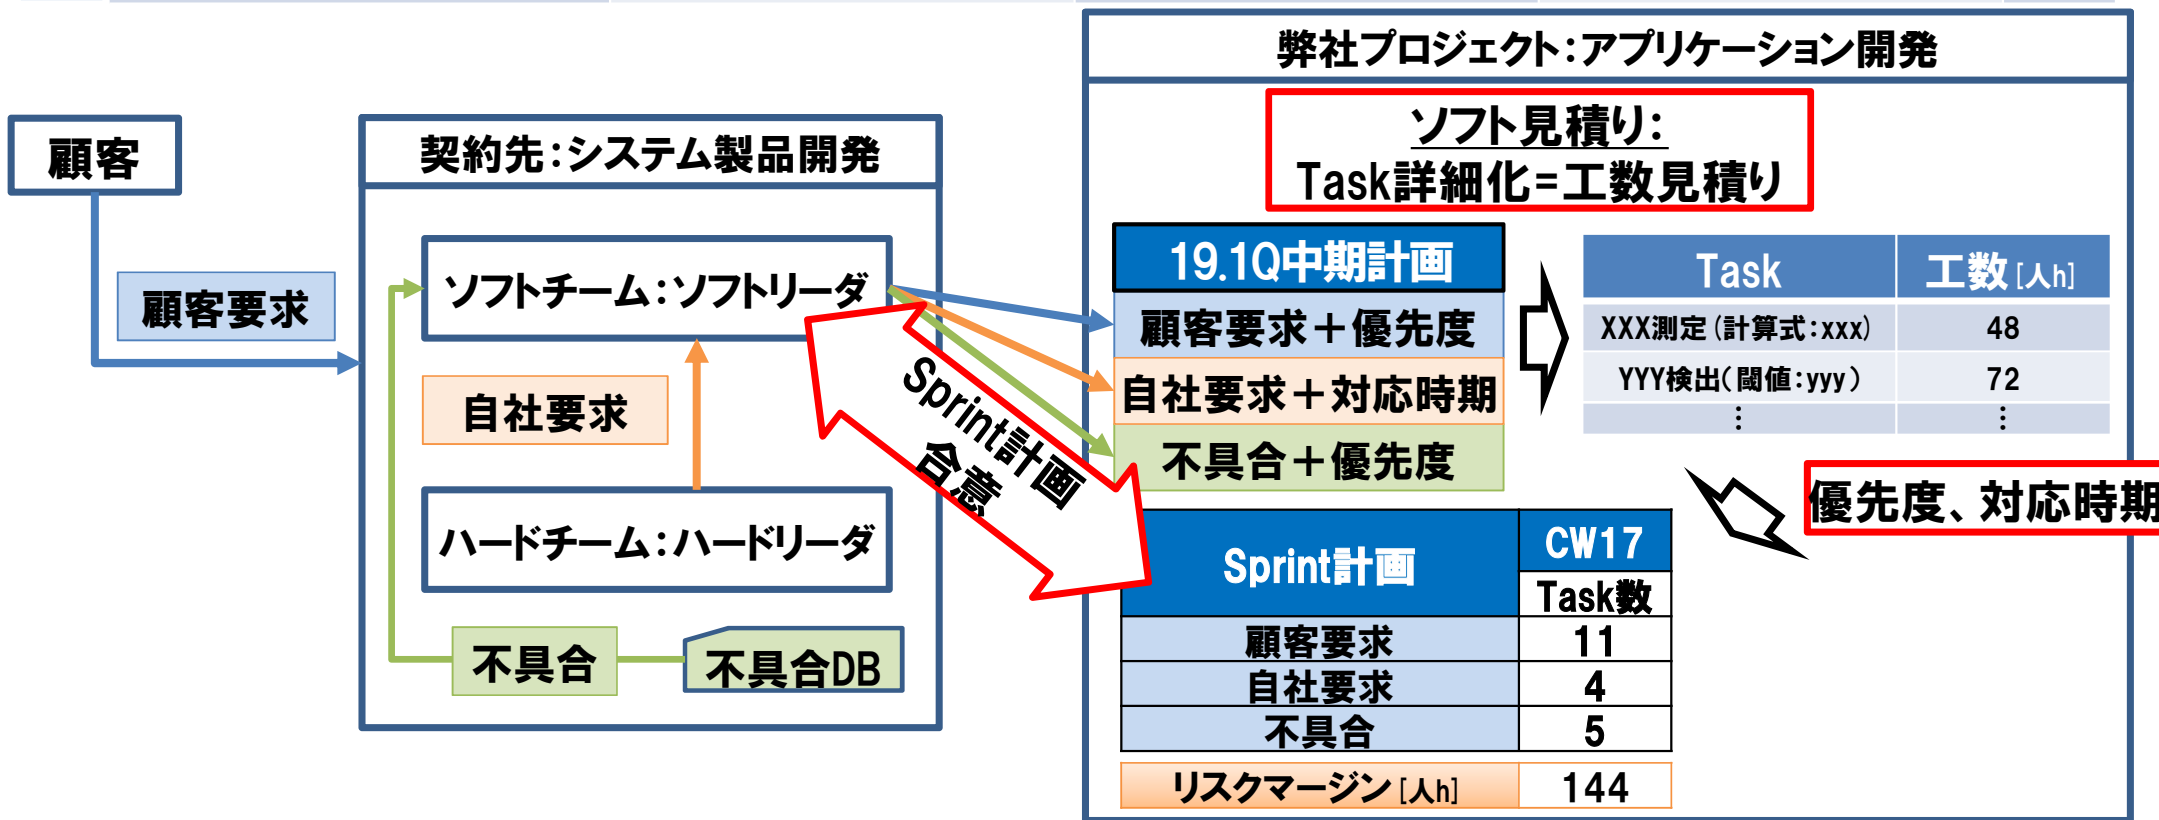 弊社プロジェクト:アプリケーション開発
顧客
顧客要求
契約先:システム製品開発
ソフトチーム:ソフトリーダ
自社要求
ハードチーム:ハードリーダ
不具合
不具合DB
Sprint計画
合意
ソフト見積り:
Task詳細化=工数見積り
19.1Q中期計画
顧客要求+優先度
自社要求+対応時期
不具合+優先度
Task 工数[人h]
XXX測定(計算式:xxx) 48
YYY検出(閾値:yyy) 72
⋮ ⋮
優先度、対応時期
Sprint計画 CW17
Task数
顧客要求 11
自社要求 4
不具合 5
リスクマージン[人h] 144